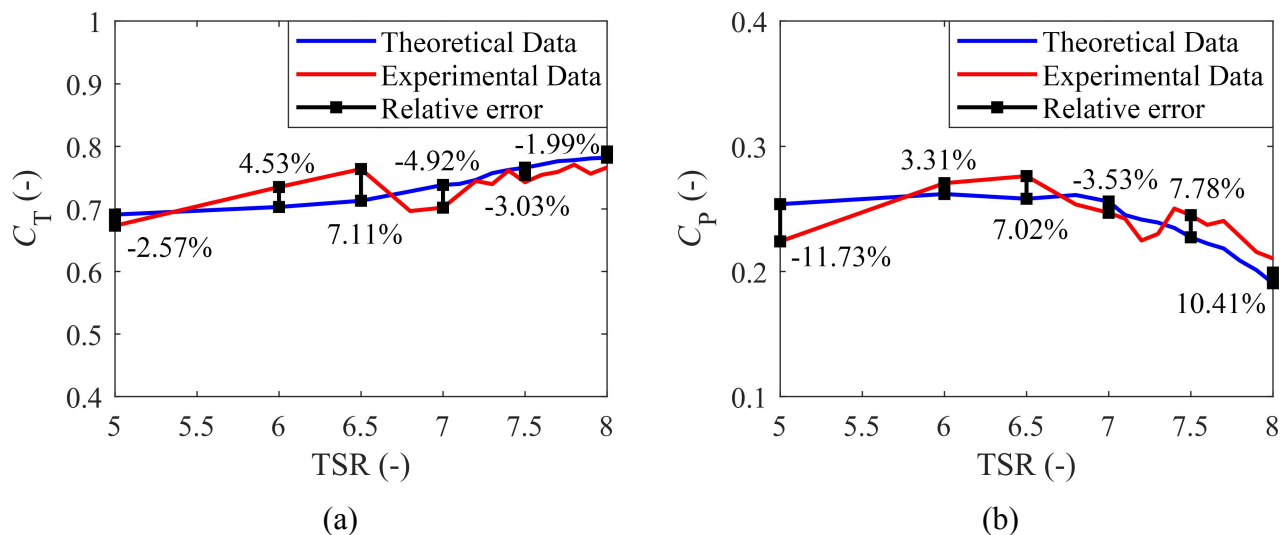 1
0.9
0.8
0.7
0.6
0.5
0.4
C_T (-)
Theoretical Data
Experimental Data
Relative error
-2.57%
4.53%
7.11%
-4.92%
-3.03%
-1.99%
5 5.5 6 6.5 7 7.5 8
TSR (-)
(a)
0.4
0.3
0.2
0.1
C_P (-)
Theoretical Data
Experimental Data
Relative error
-11.73%
3.31%
7.02%
-3.53%
7.78%
10.41%
5 5.5 6 6.5 7 7.5 8
TSR (-)
(b)